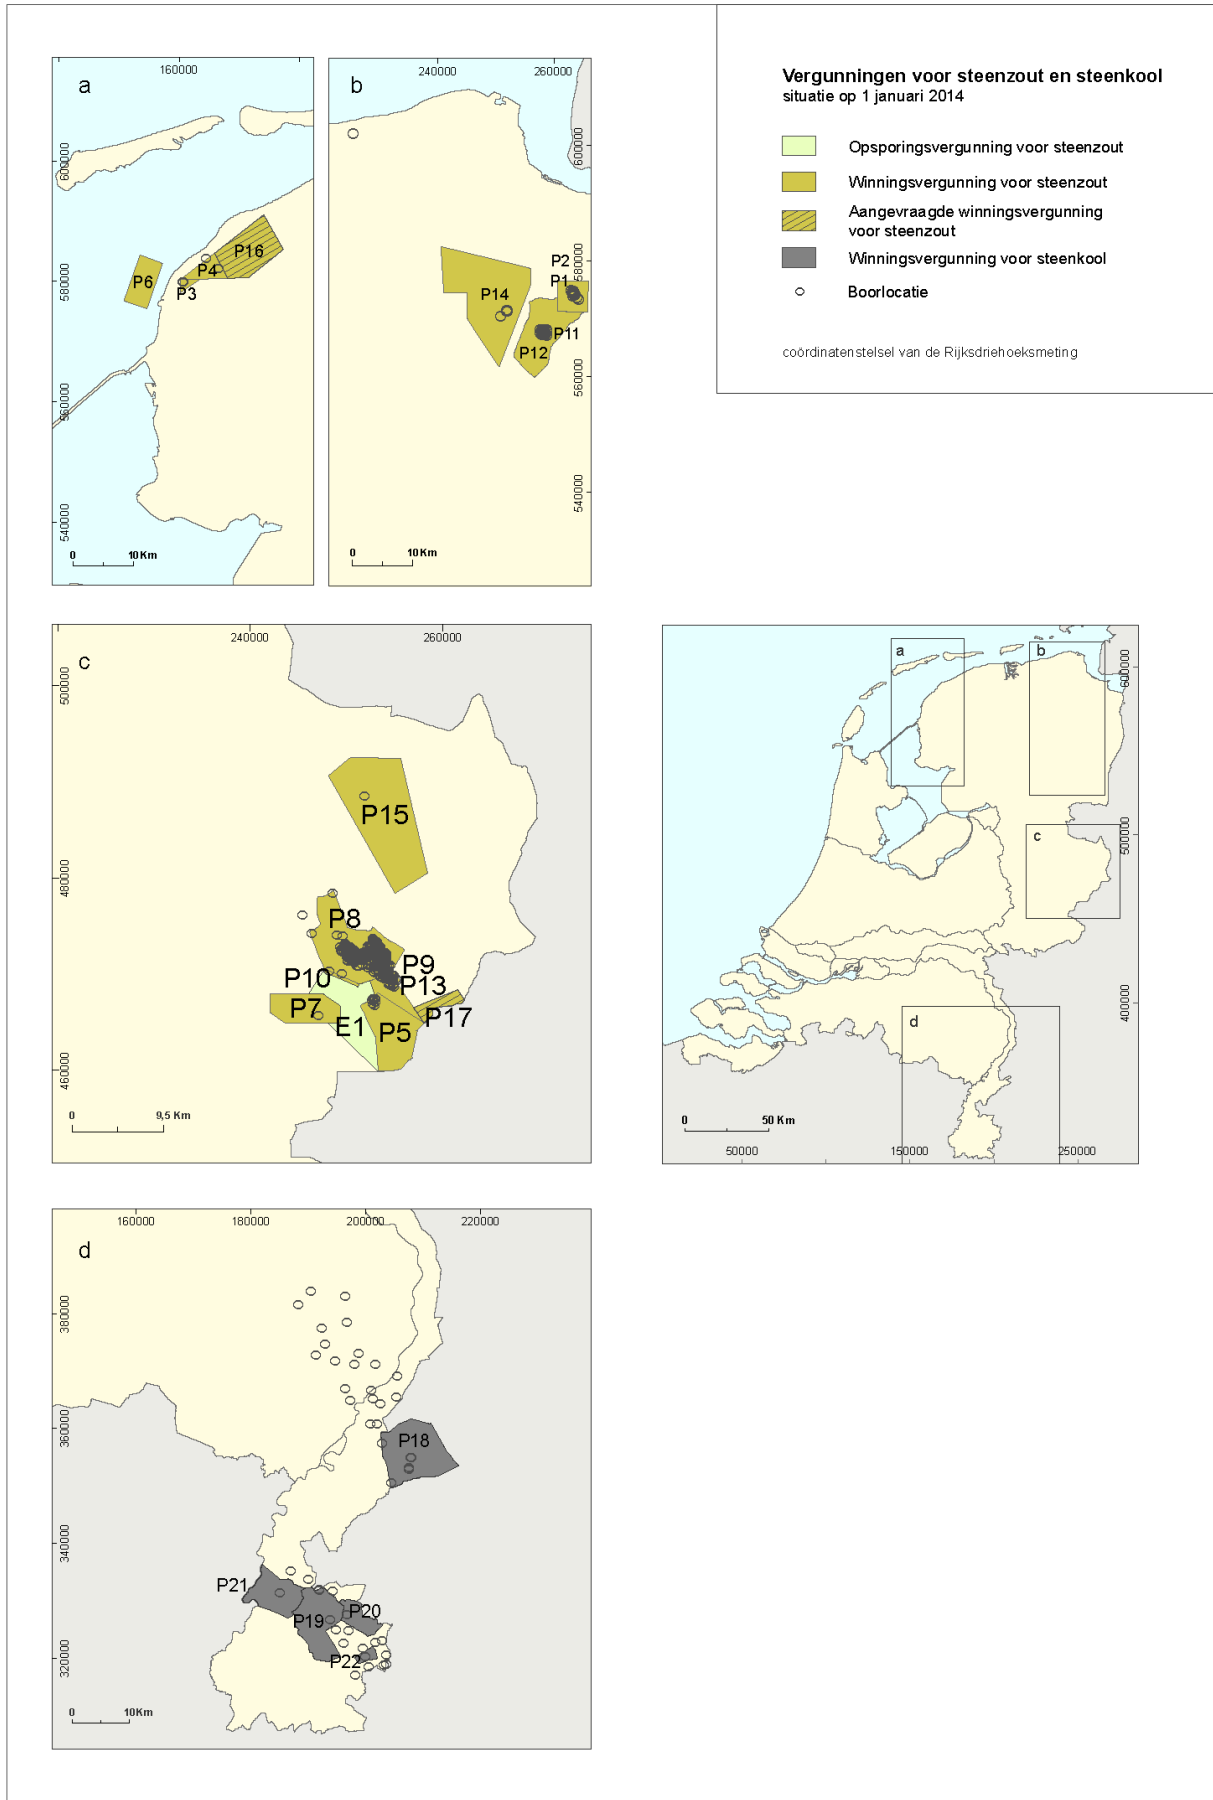 Vergunningen voor steenzout en steenkool
situatie op 1 januari 2014
Opsporingsvergunning voor steenzout
Winningsvergunning voor steenzout
Aangevraagde winningsvergunning
voor steenzout
Winningsvergunning voor steenkool
Boorlocatie
coördinatenstelsel van de Rijksdriehoeksmeting
a
160000
600000
580000
560000
540000
P16
P4
P6
P3
0 10Km
b
240000 260000
600000
580000
560000
540000
P2
P1
P14
P11
P12
0 10Km
c
240000 260000
500000
480000
460000
P15
P8
P9
P10
P13
P7
P17
E1
P5
0 9,5 Km
a
b
c
d
600000
500000
400000
0 50 Km
50000 150000 250000
d
160000 180000 200000 220000
380000
360000
340000
320000
P18
P21
P20
P19
P22
0 10Km